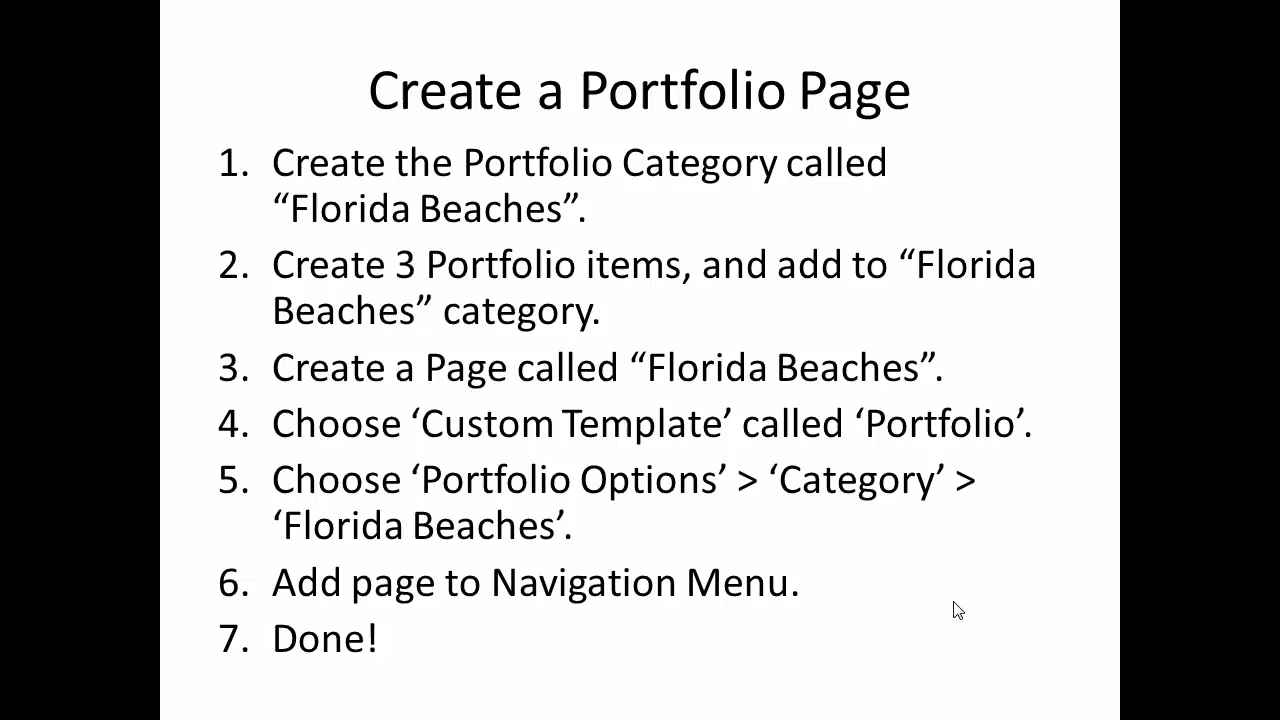 Create a Portfolio Page
1. Create the Portfolio Category called
“Florida Beaches”.
2. Create 3 Portfolio items, and add to “Florida
Beaches” category.
3. Create a Page called “Florida Beaches”.
4. Choose ‘Custom Template’ called ‘Portfolio’.
5. Choose ‘Portfolio Options’ > ‘Category’ >
‘Florida Beaches’.
6. Add page to Navigation Menu.
7. Done!